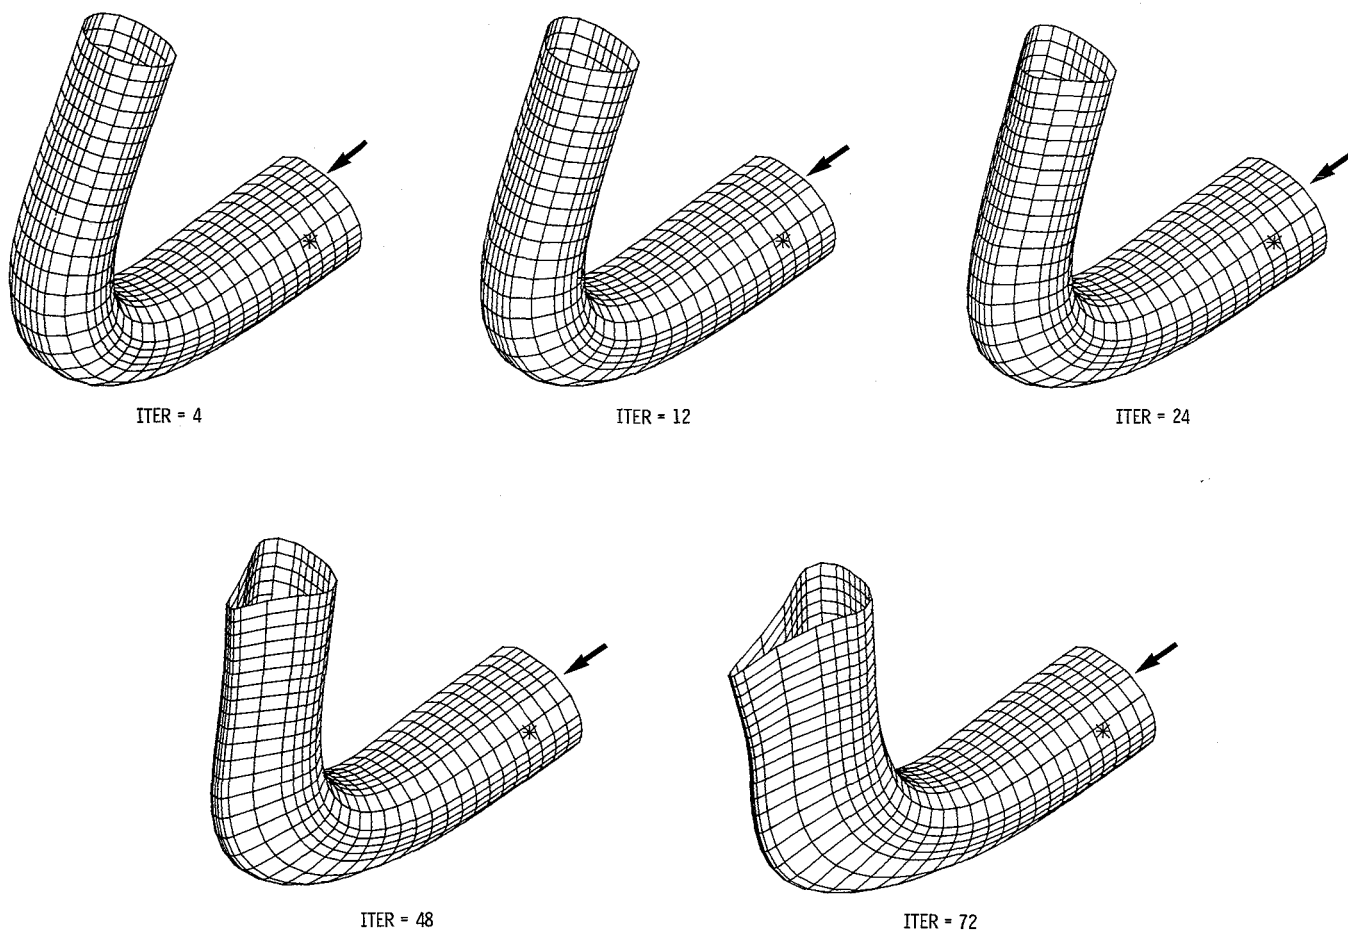 ITER = 4
ITER = 12
ITER = 24
ITER = 48
ITER = 72